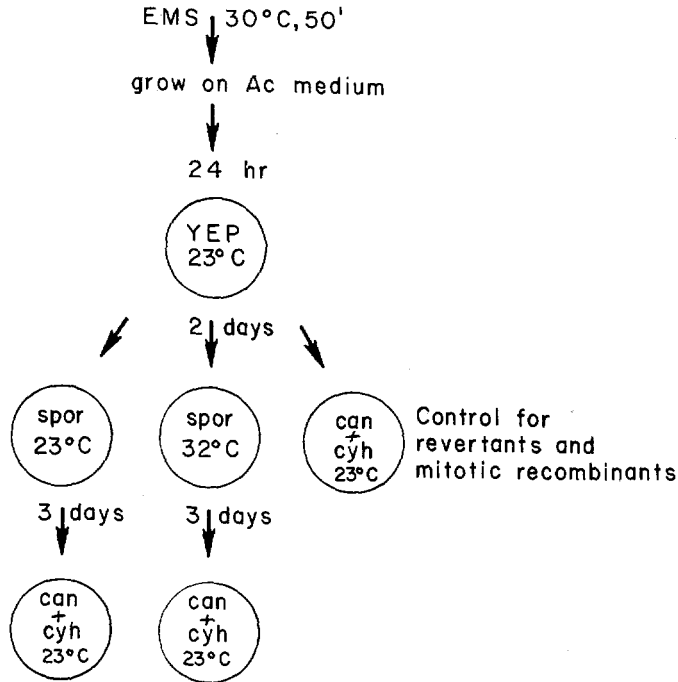 EMS 30°C, 50'
grow on Ac medium
24 hr
YEP
23°C
2 days
spor
23°C
spor
32°C
can
+
cyh
23°C
Control for
revertants and
mitotic recombinants
3 days
3 days
can
+
cyh
23°C
can
+
cyh
23°C